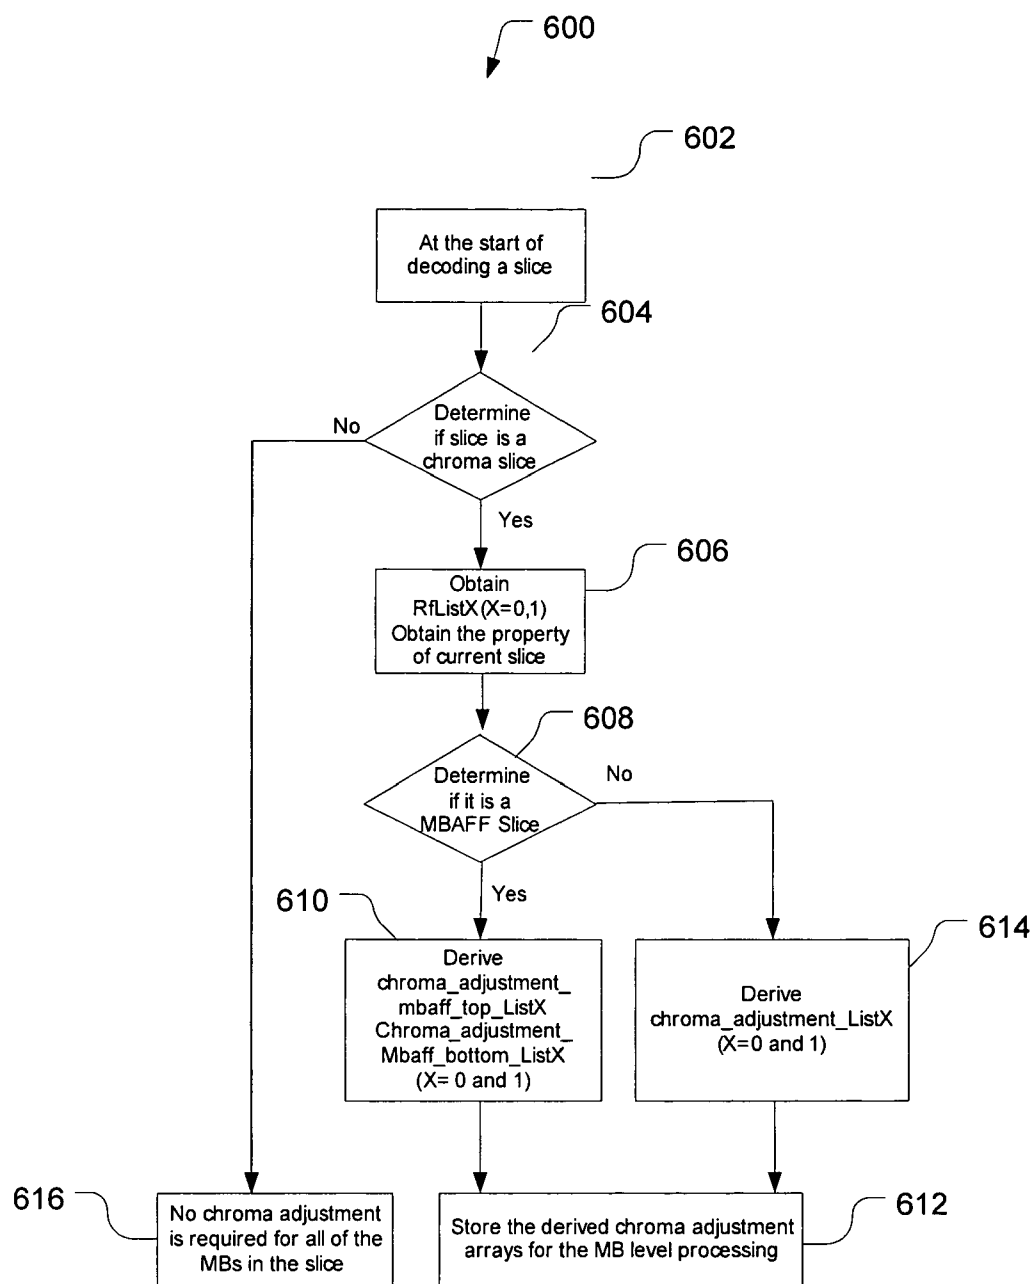 600
602
At the start of
decoding a slice
604
Determine
if slice is a
chroma slice
No
Yes
606
Obtain
RfListX(X=0,1)
Obtain the property
of current slice
608
Determine
if it is a
MBAFF Slice
No
Yes
610
Derive
chroma_adjustment_
mbaff_top_ListX
Chroma_adjustment_
Mbaff_bottom_ListX
(X= 0 and 1)
614
Derive
chroma_adjustment_ListX
(X=0 and 1)
616
No chroma adjustment
is required for all of the
MBs in the slice
612
Store the derived chroma adjustment
arrays for the MB level processing